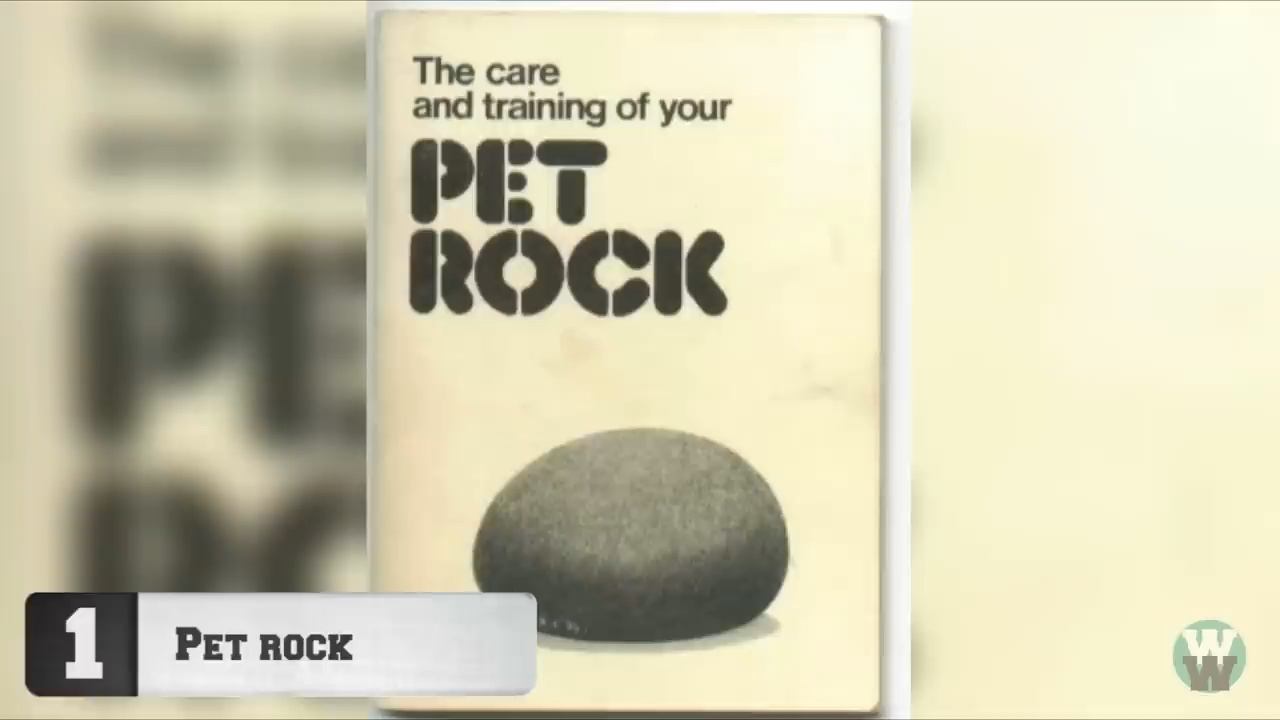 The care
and training of your
PET
ROCK
1 PET ROCK
W
W